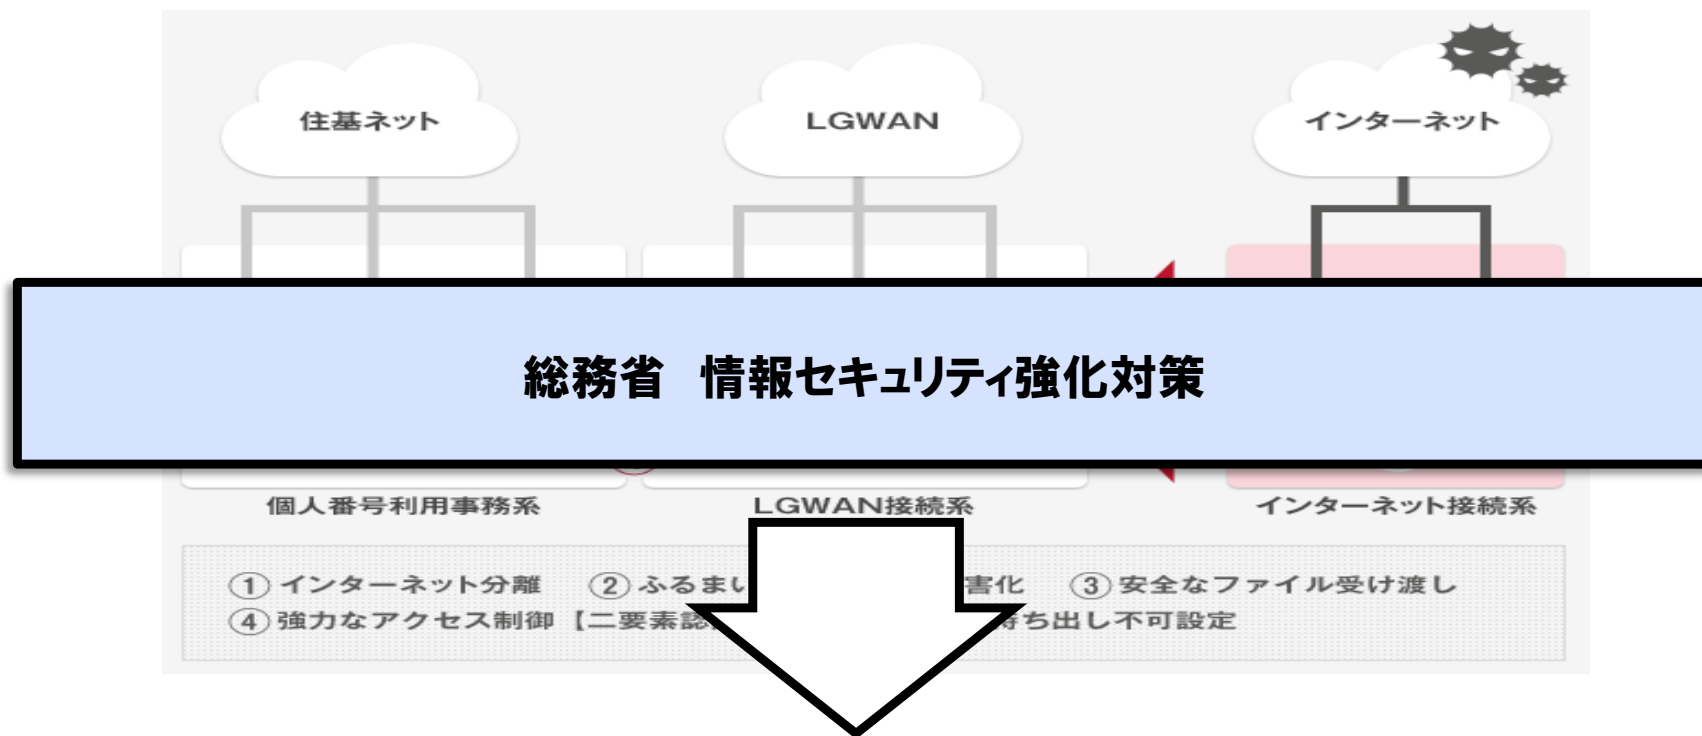 住基ネット
LGWAN
インターネット
総務省　情報セキュリティ強化対策
個人番号利用事務系
LGWAN接続系
インターネット接続系
① インターネット分離 ② ふるまい 害化 ③ 安全なファイル受け渡し
④ 強力なアクセス制御【二要素認 持ち出し不可設定